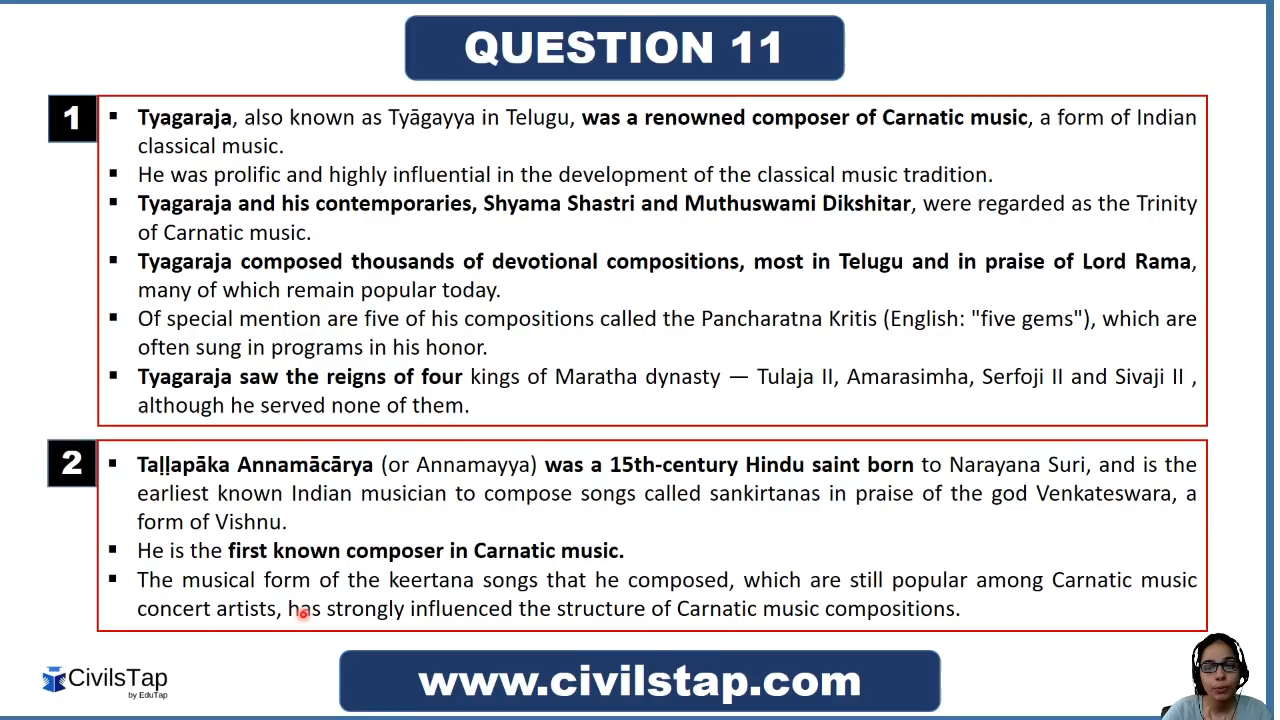 QUESTION 11
1
▪ Tyagaraja, also known as Tyāgayya in Telugu, was a renowned composer of Carnatic music, a form of Indian
classical music.
▪ He was prolific and highly influential in the development of the classical music tradition.
▪ Tyagaraja and his contemporaries, Shyama Shastri and Muthuswami Dikshitar, were regarded as the Trinity
of Carnatic music.
▪ Tyagaraja composed thousands of devotional compositions, most in Telugu and in praise of Lord Rama,
many of which remain popular today.
▪ Of special mention are five of his compositions called the Pancharatna Kritis (English: "five gems"), which are
often sung in programs in his honor.
▪ Tyagaraja saw the reigns of four kings of Maratha dynasty — Tulaja II, Amarasimha, Serfoji II and Sivaji II ,
although he served none of them.
2
▪ Taḷḷapāka Annamācārya (or Annamayya) was a 15th-century Hindu saint born to Narayana Suri, and is the
earliest known Indian musician to compose songs called sankirtanas in praise of the god Venkateswara, a
form of Vishnu.
▪ He is the first known composer in Carnatic music.
▪ The musical form of the keertana songs that he composed, which are still popular among Carnatic music
concert artists, has strongly influenced the structure of Carnatic music compositions.
CivilsTap
by EduTap
www.civilstap.com